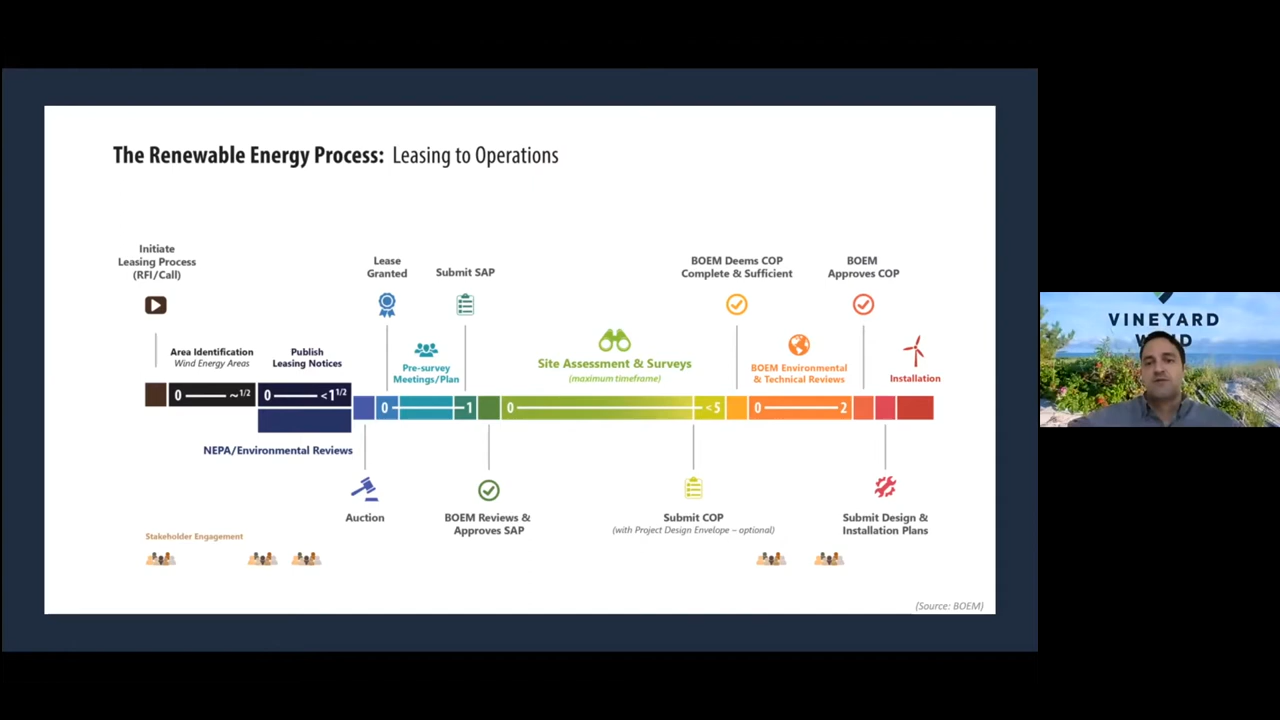 The Renewable Energy Process: Leasing to Operations
Initiate
Leasing Process
(RFI/Call)
Lease
Granted
Submit SAP
BOEM Deems COP
Complete & Sufficient
BOEM
Approves COP
Area Identification
Wind Energy Areas
Publish
Leasing Notices
Pre-survey
Meetings/Plan
Site Assessment & Surveys
(maximum timeframe)
BOEM Environmental
& Technical Reviews
Installation
0 ~1/2
0 <1 1/2
0 1
0 <5
0 2
NEPA/Environmental Reviews
Auction
BOEM Reviews &
Approves SAP
Submit COP
(with Project Design Envelope – optional)
Submit Design &
Installation Plans
Stakeholder Engagement
(Source: BOEM)
VINEYARD
WIND